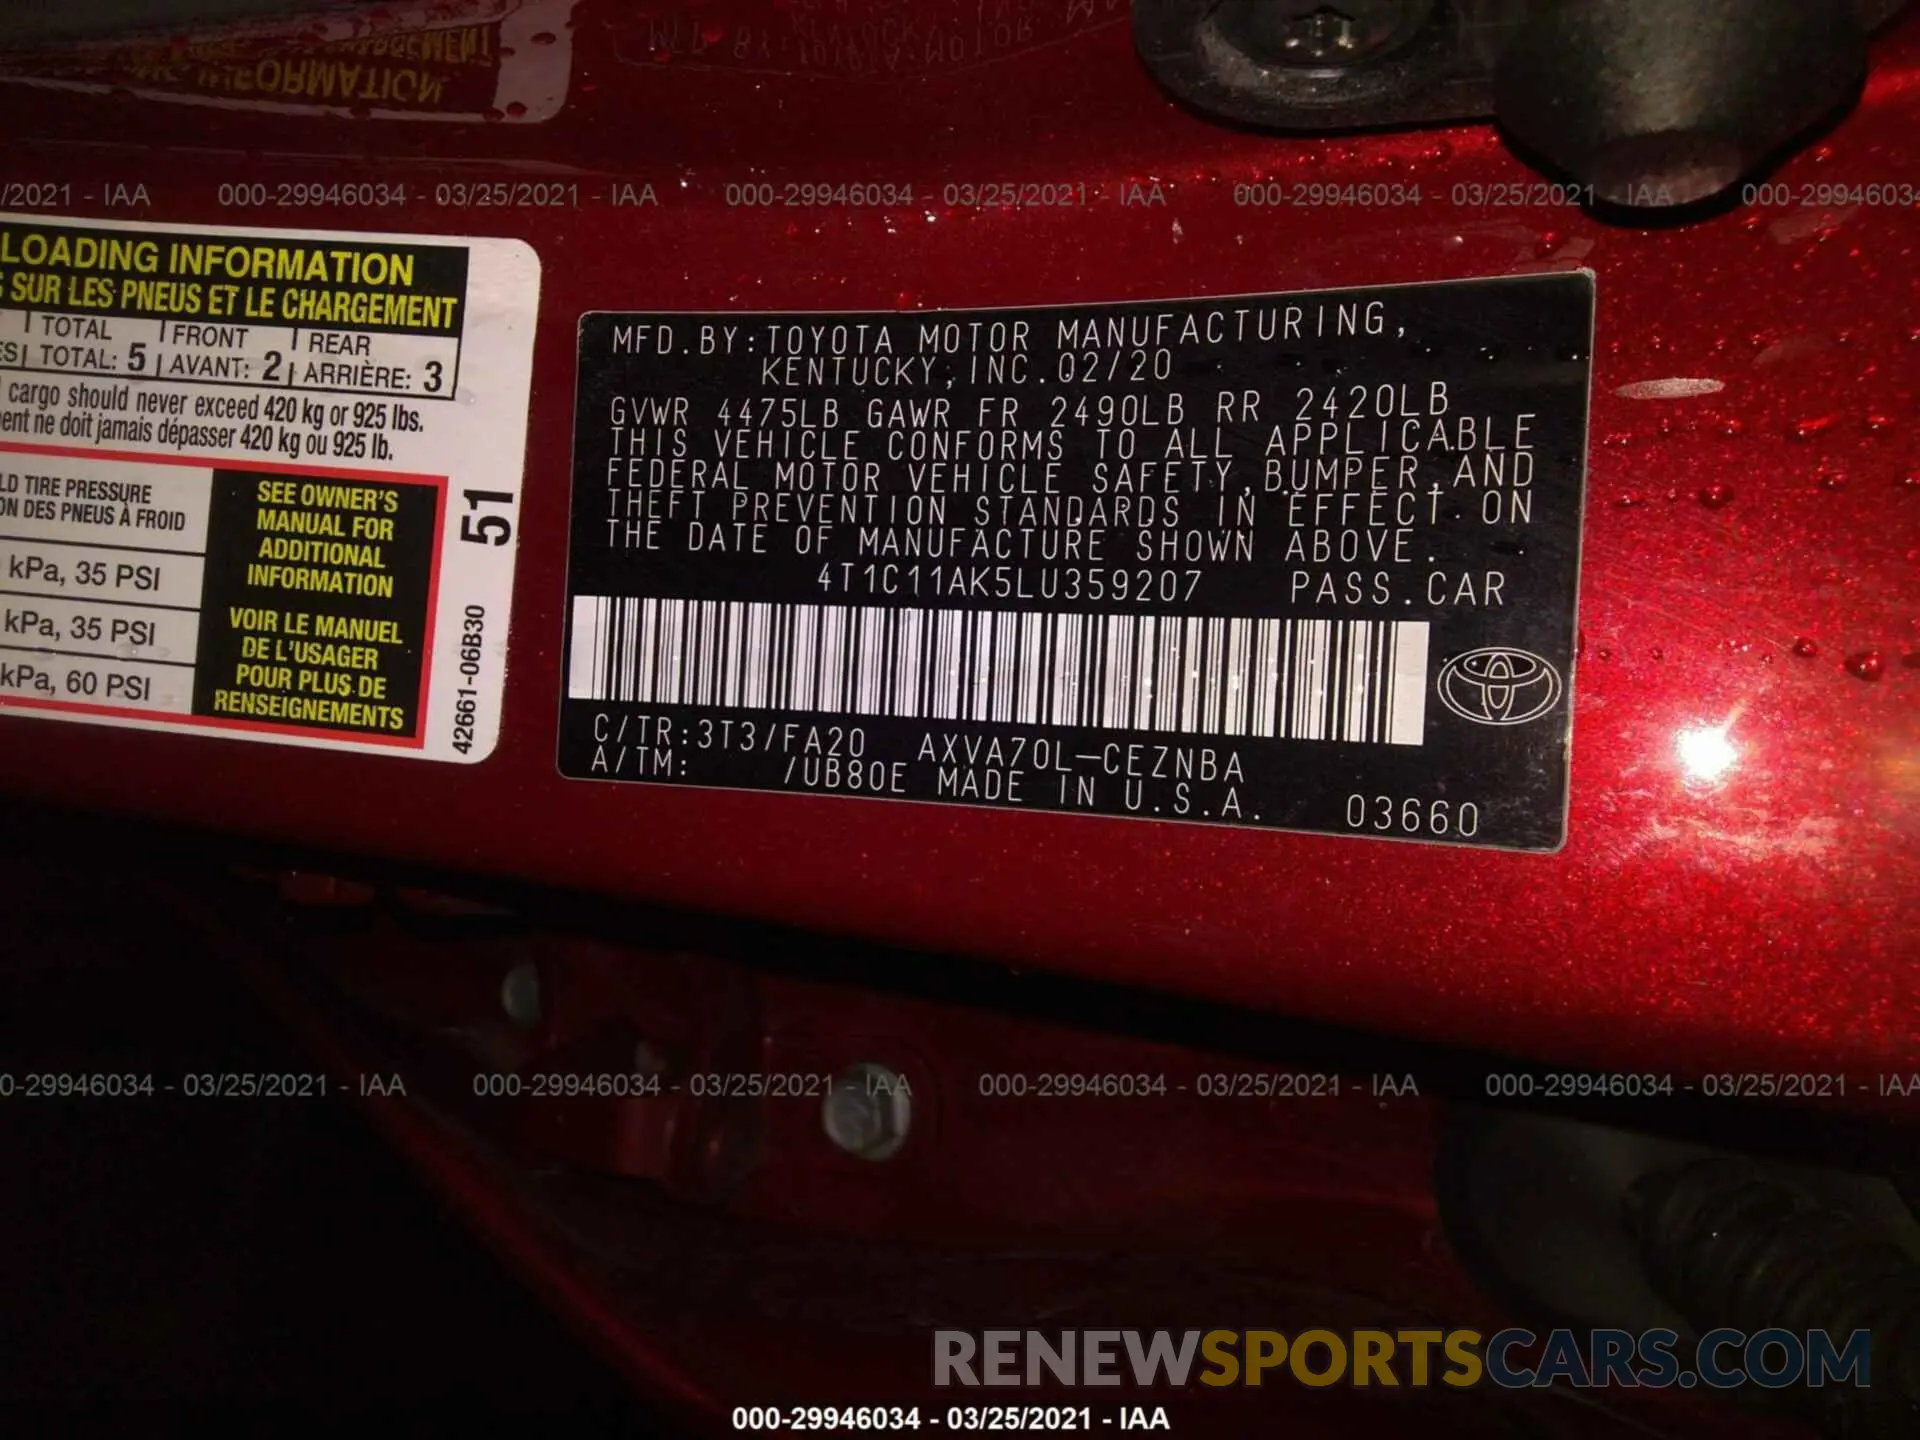 INFORMATION
MFD BY:TOYOTA MOTOR
/2021 - IAA 000-29946034 - 03/25/2021 - IAA 000-29946034 - 03/25/2021 - IAA 000-29946034 - 03/25/2021 - IAA 000-29946034
LOADING INFORMATION
SUR LES PNEUS ET LE CHARGEMENT
TOTAL FRONT REAR
TOTAL: 5 AVANT: 2 ARRIÈRE: 3
cargo should never exceed 420 kg or 925 lbs.
ent ne doit jamais dépasser 420 kg ou 925 lb.
LD TIRE PRESSURE
ON DES PNEUS À FROID
kPa, 35 PSI
kPa, 35 PSI
kPa, 60 PSI
SEE OWNER'S
MANUAL FOR
ADDITIONAL
INFORMATION
VOIR LE MANUEL
DE L'USAGER
POUR PLUS DE
RENSEIGNEMENTS
51
42661-06B30
MFD.BY:TOYOTA MOTOR MANUFACTURING,
KENTUCKY,INC.02/20
GVWR 4475LB GAWR FR 2490LB RR 2420LB
THIS VEHICLE CONFORMS TO ALL APPLICABLE
FEDERAL MOTOR VEHICLE SAFETY,BUMPER,AND
THEFT PREVENTION STANDARDS IN EFFECT ON
THE DATE OF MANUFACTURE SHOWN ABOVE.
4T1C11AK5LU359207 PASS.CAR
C/TR:3T3/FA20 AXVA70L-CEZNBA
A/TM: /UB80E MADE IN U.S.A. 03660
0-29946034 - 03/25/2021 - IAA 000-29946034 - 03/25/2021 - IAA 000-29946034 - 03/25/2021 - IAA 000-29946034 - 03/25/2021 - IAA
RENEWSPORTSCARS.COM
000-29946034 - 03/25/2021 - IAA